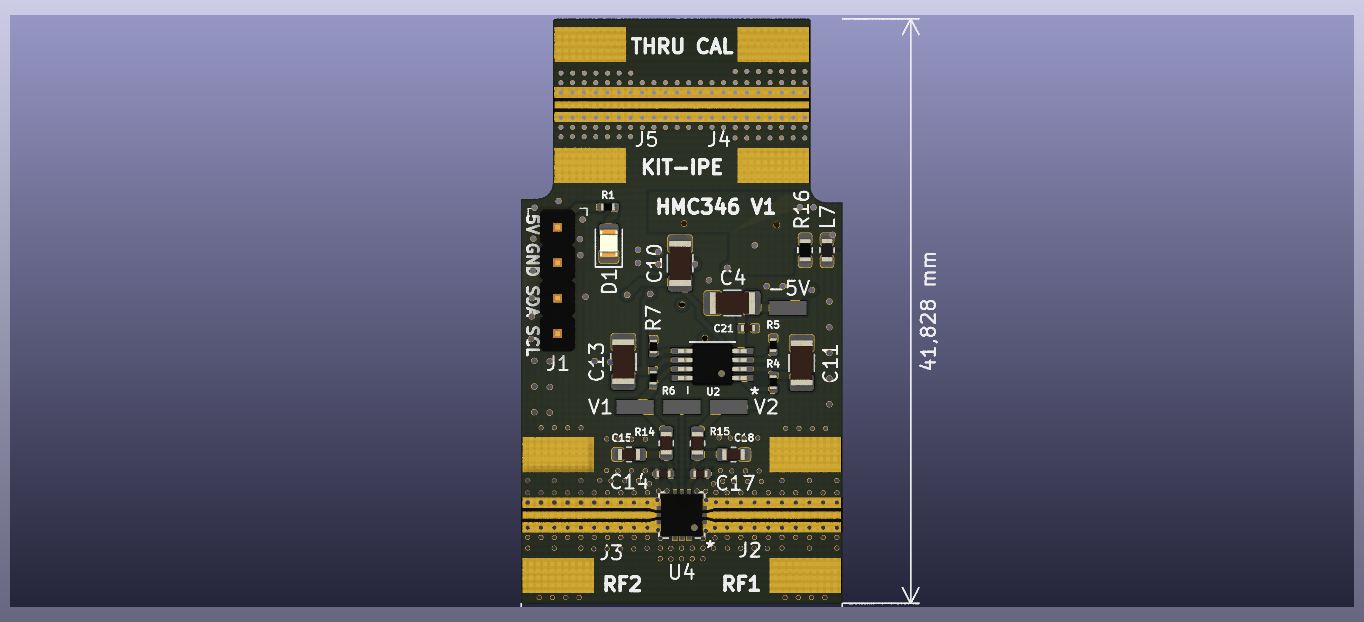 THRU CAL
J5 J4
KIT-IPE
R1
HMC346 V1
R16
L7
5V GND SDA SCL
D1
C10
C4
-5V
41,828 mm
R7
C21
R5
C13
J1
R4
C11
R6 I U2 *
V1
V2
R14 R15
C15 C18
C14 C17
J3 J2
*
U4
RF2 RF1